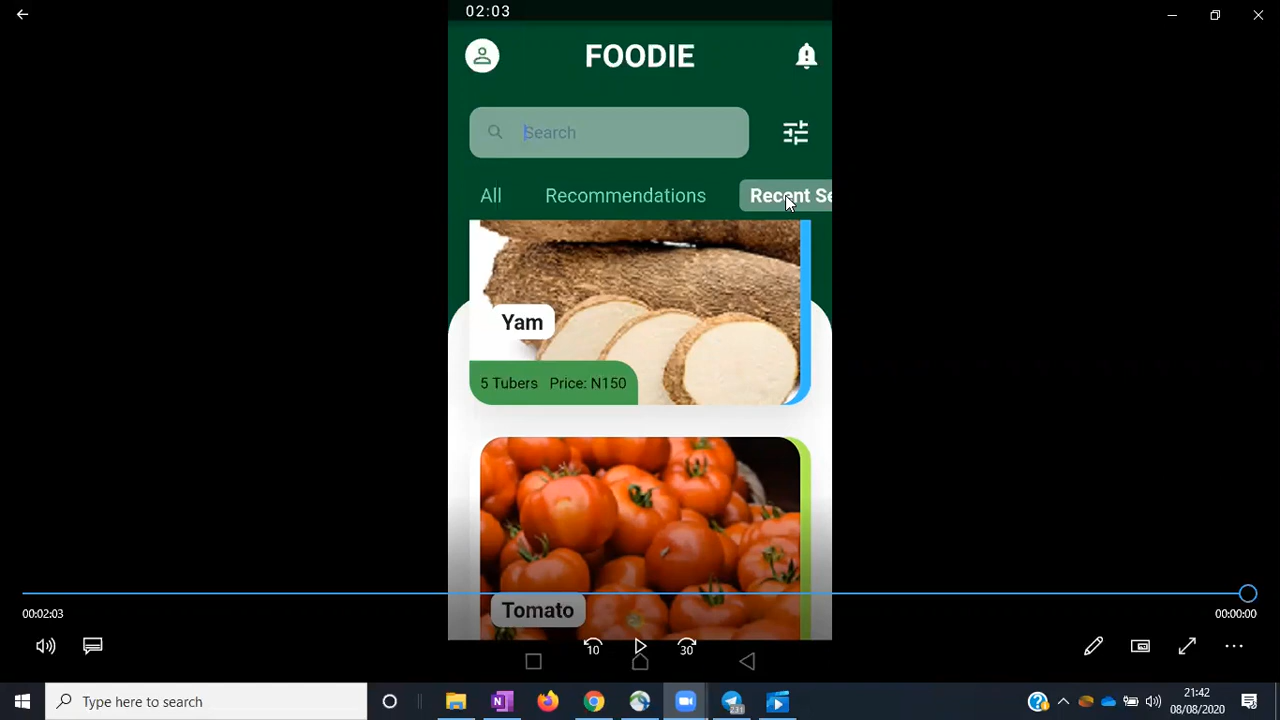 02:03
FOODIE
Search
All Recommendations Recent Se
Yam
5 Tubers Price: N150
Tomato
00:02:03 00:00:00
10 30
Type here to search
231
21:42
08/08/2020